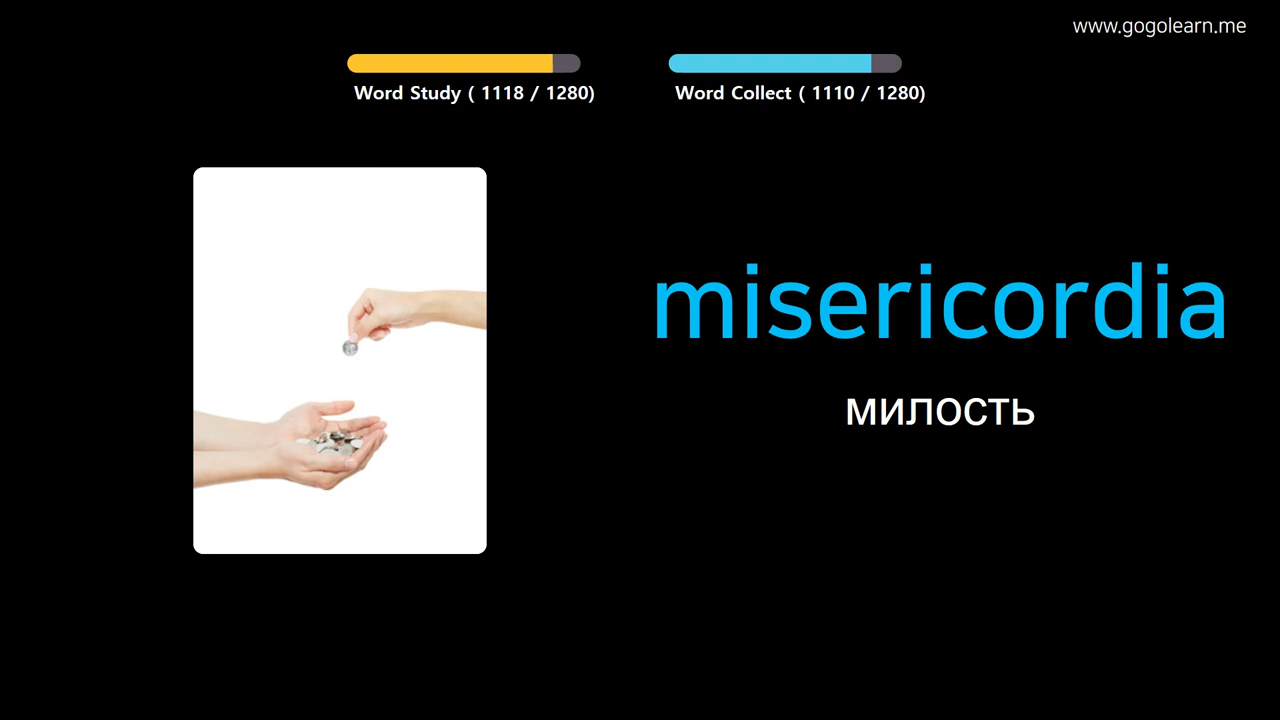 www.gogolearn.me
Word Study ( 1118 / 1280)
Word Collect ( 1110 / 1280)
misericordia
милость